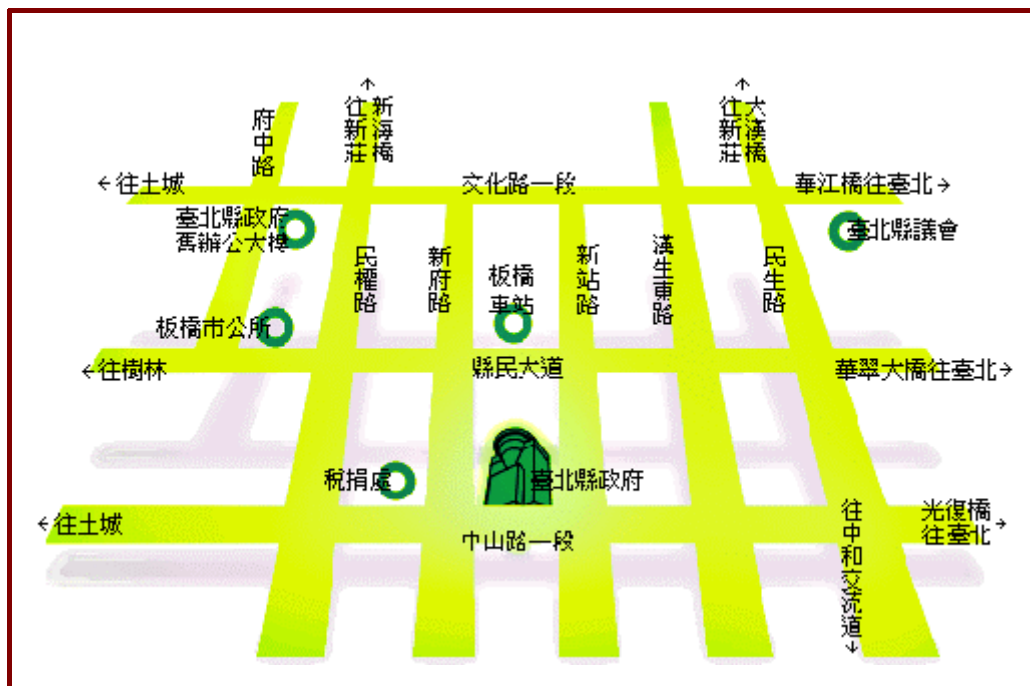 ↑
新海橋
往新莊
↑
大漢橋
往新莊
府中路
←往土城
文化路一段
華江橋往臺北→
臺北縣政府
舊辦公大樓
臺北縣議會
民權路
新府路
板橋
車站
新站路
漢生東路
民生路
板橋市公所
←往樹林
縣民大道
華翠大橋往臺北→
稅捐處
臺北縣政府
←往土城
中山路一段
光復橋
往臺北→
往中和交流道
↓